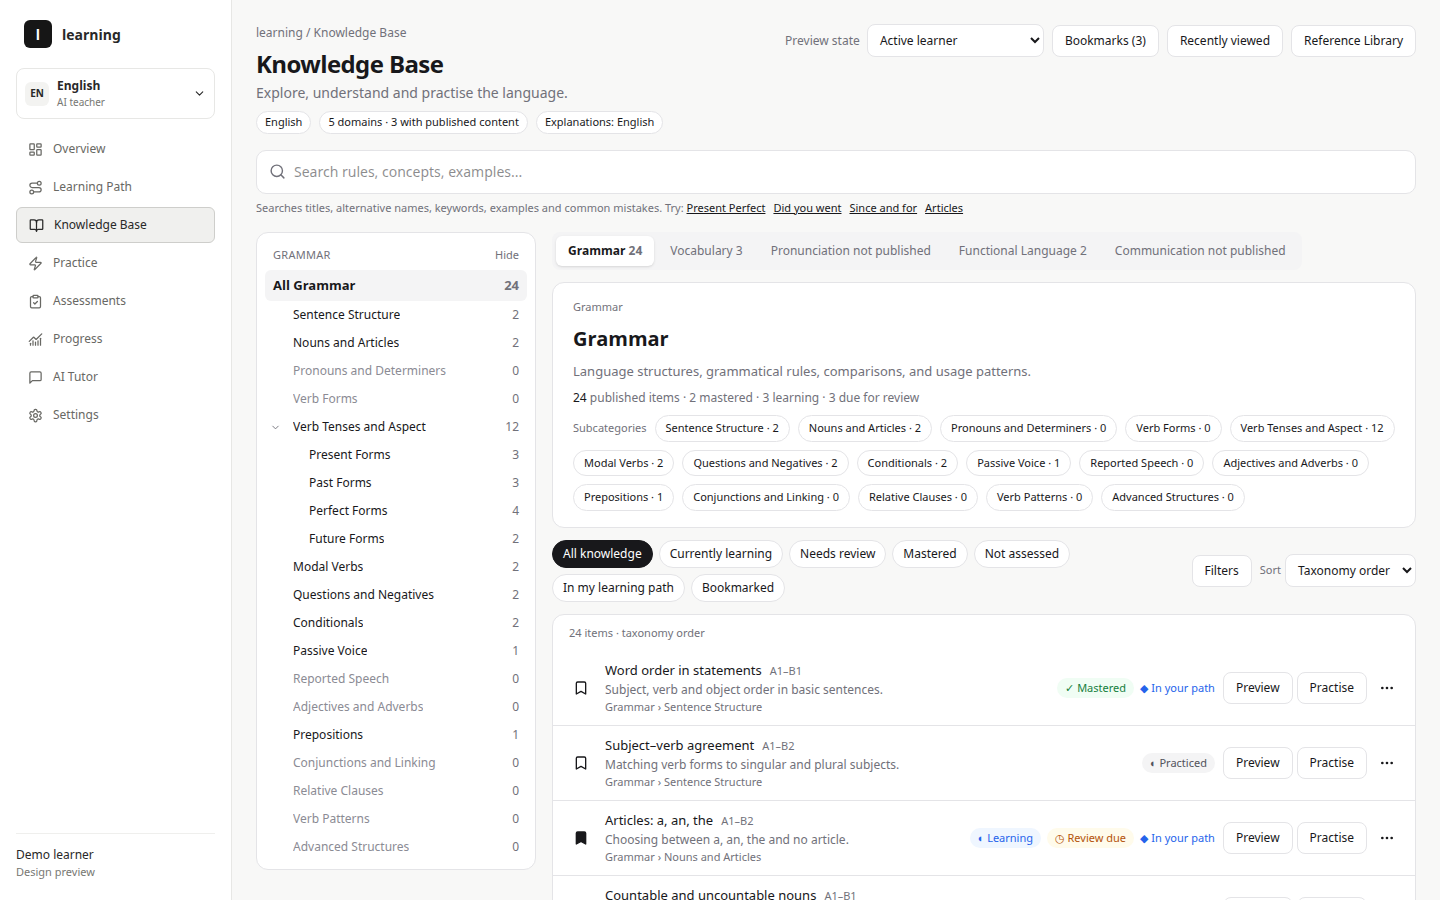 l learning
EN English
AI teacher
Overview
Learning Path
Knowledge Base
Practice
Assessments
Progress
AI Tutor
Settings
Demo learner
Design preview
learning / Knowledge Base
Preview state Active learner Bookmarks (3) Recently viewed Reference Library
Knowledge Base
Explore, understand and practise the language.
English 5 domains · 3 with published content Explanations: English
Search rules, concepts, examples...
Searches titles, alternative names, keywords, examples and common mistakes. Try: Present Perfect Did you went Since and for Articles
GRAMMAR Hide
All Grammar 24
Sentence Structure 2
Nouns and Articles 2
Pronouns and Determiners 0
Verb Forms 0
Verb Tenses and Aspect 12
Present Forms 3
Past Forms 3
Perfect Forms 4
Future Forms 2
Modal Verbs 2
Questions and Negatives 2
Conditionals 2
Passive Voice 1
Reported Speech 0
Adjectives and Adverbs 0
Prepositions 1
Conjunctions and Linking 0
Relative Clauses 0
Verb Patterns 0
Advanced Structures 0
Grammar 24 Vocabulary 3 Pronunciation not published Functional Language 2 Communication not published
Grammar
Grammar
Language structures, grammatical rules, comparisons, and usage patterns.
24 published items · 2 mastered · 3 learning · 3 due for review
Subcategories Sentence Structure · 2 Nouns and Articles · 2 Pronouns and Determiners · 0 Verb Forms · 0 Verb Tenses and Aspect · 12
Modal Verbs · 2 Questions and Negatives · 2 Conditionals · 2 Passive Voice · 1 Reported Speech · 0 Adjectives and Adverbs · 0
Prepositions · 1 Conjunctions and Linking · 0 Relative Clauses · 0 Verb Patterns · 0 Advanced Structures · 0
All knowledge Currently learning Needs review Mastered Not assessed
In my learning path Bookmarked
Filters Sort Taxonomy order
24 items · taxonomy order
Word order in statements A1–B1
Subject, verb and object order in basic sentences.
Grammar › Sentence Structure
✓ Mastered ◆ In your path Preview Practise
Subject–verb agreement A1–B2
Matching verb forms to singular and plural subjects.
Grammar › Sentence Structure
Practiced Preview Practise
Articles: a, an, the A1–B2
Choosing between a, an, the and no article.
Grammar › Nouns and Articles
Learning Review due ◆ In your path Preview Practise
Countable and uncountable nouns A1–B1